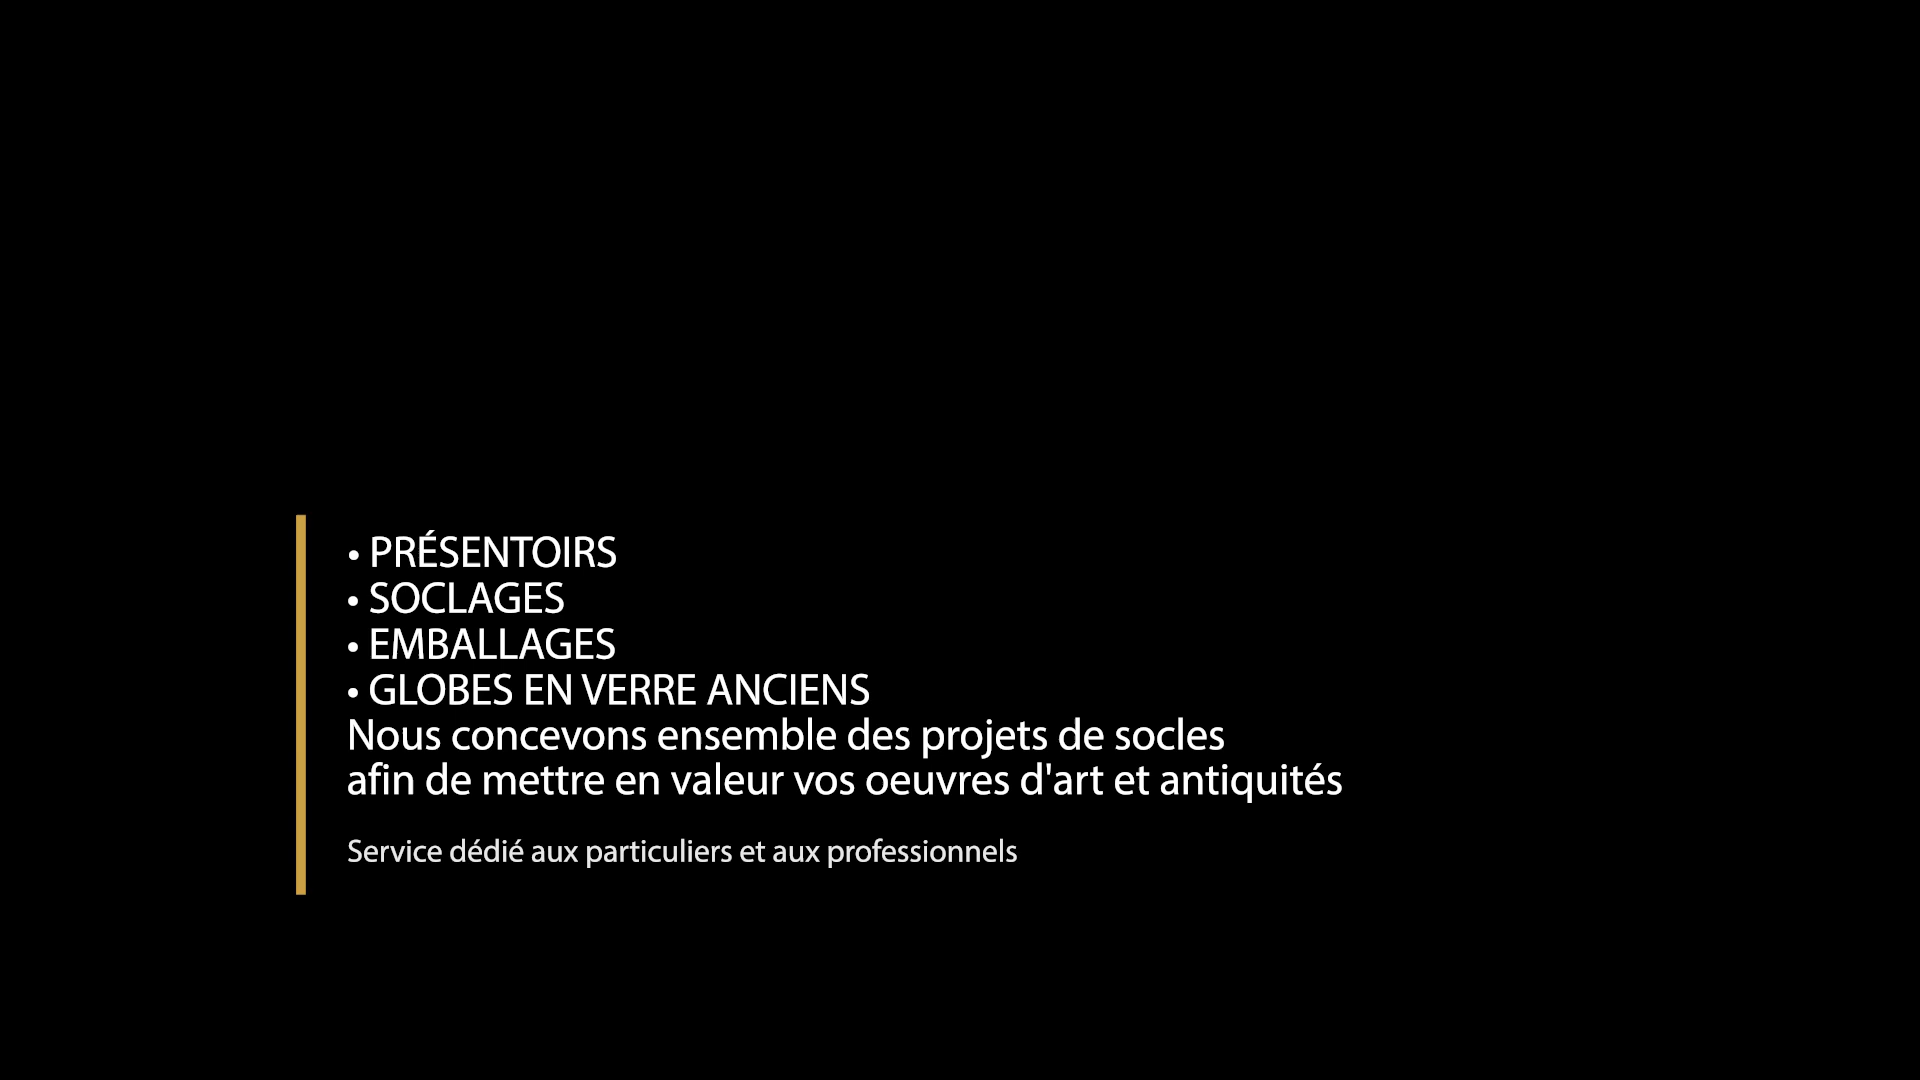 • PRÉSENTOIRS
• SOCLAGES
• EMBALLAGES
• GLOBES EN VERRE ANCIENS
Nous concevons ensemble des projets de socles
afin de mettre en valeur vos oeuvres d'art et antiquités
Service dédié aux particuliers et aux professionnels